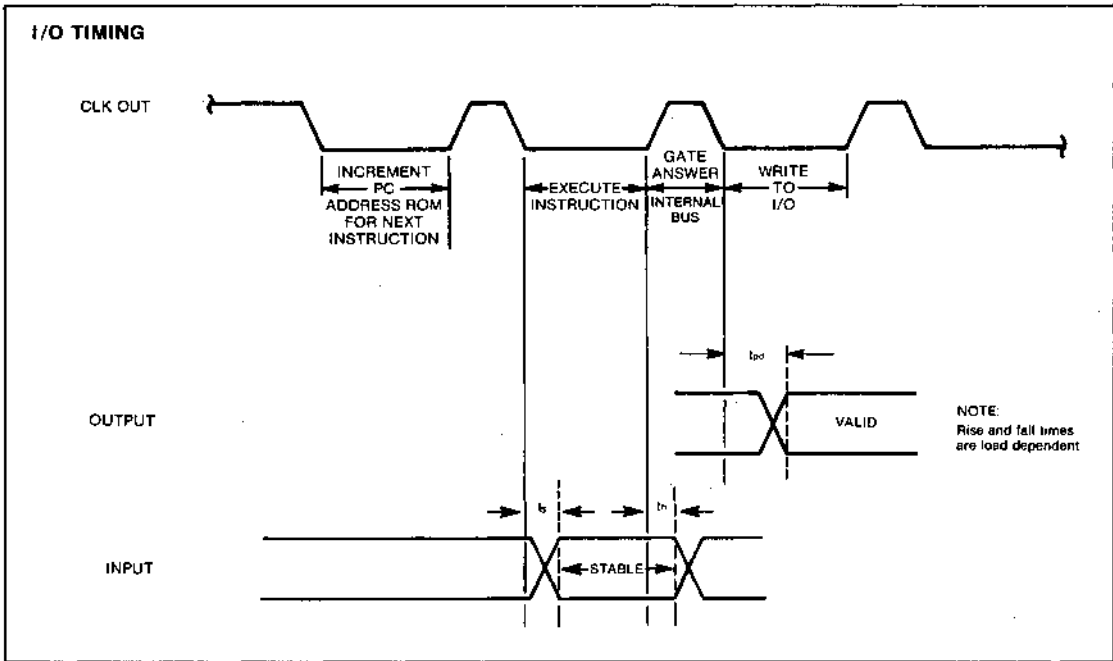 I/O TIMING
CLK OUT
INCREMENT
PC
ADDRESS ROM
FOR NEXT
INSTRUCTION
EXECUTE
INSTRUCTION
GATE
ANSWER
INTERNAL
BUS
WRITE
TO
I/O
tpd
OUTPUT
VALID
NOTE:
Rise and fall times
are load dependent
ts
th
INPUT
STABLE